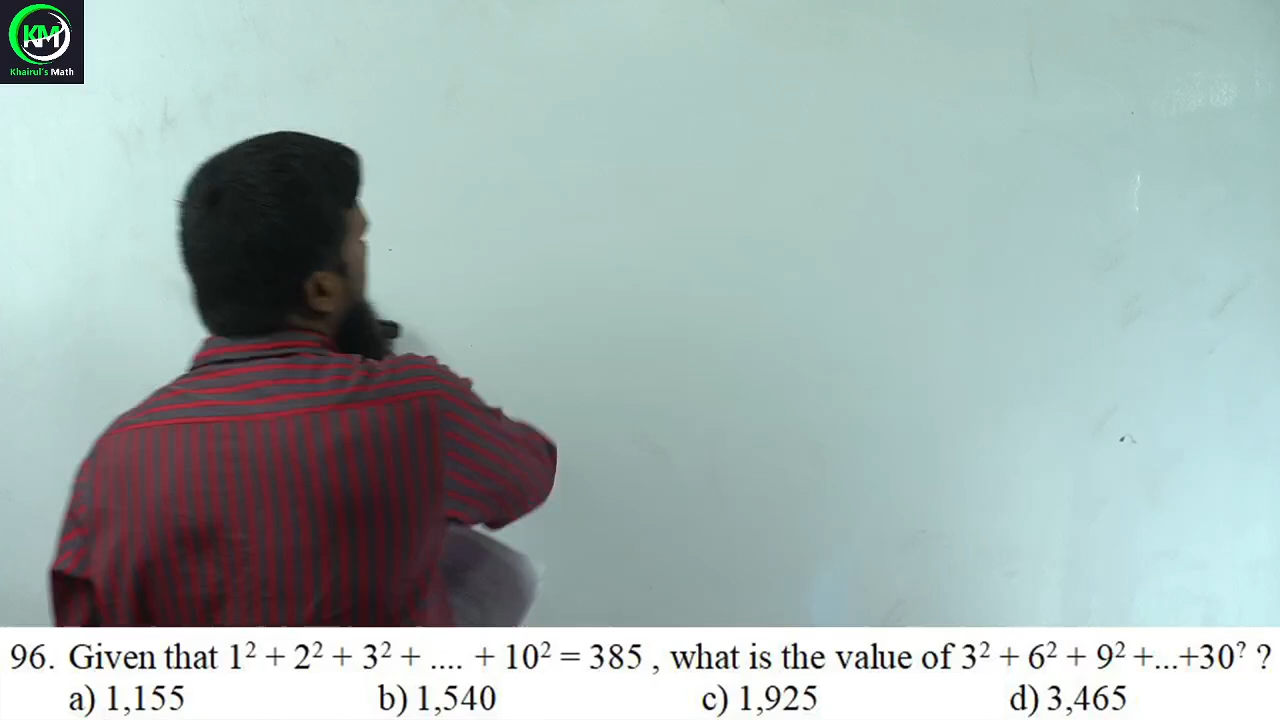 KM
Khairul's Math
96. Given that 1² + 2² + 3² + .... + 10² = 385 , what is the value of 3² + 6² + 9² +...+30? ?
a) 1,155 b) 1,540 c) 1,925 d) 3,465